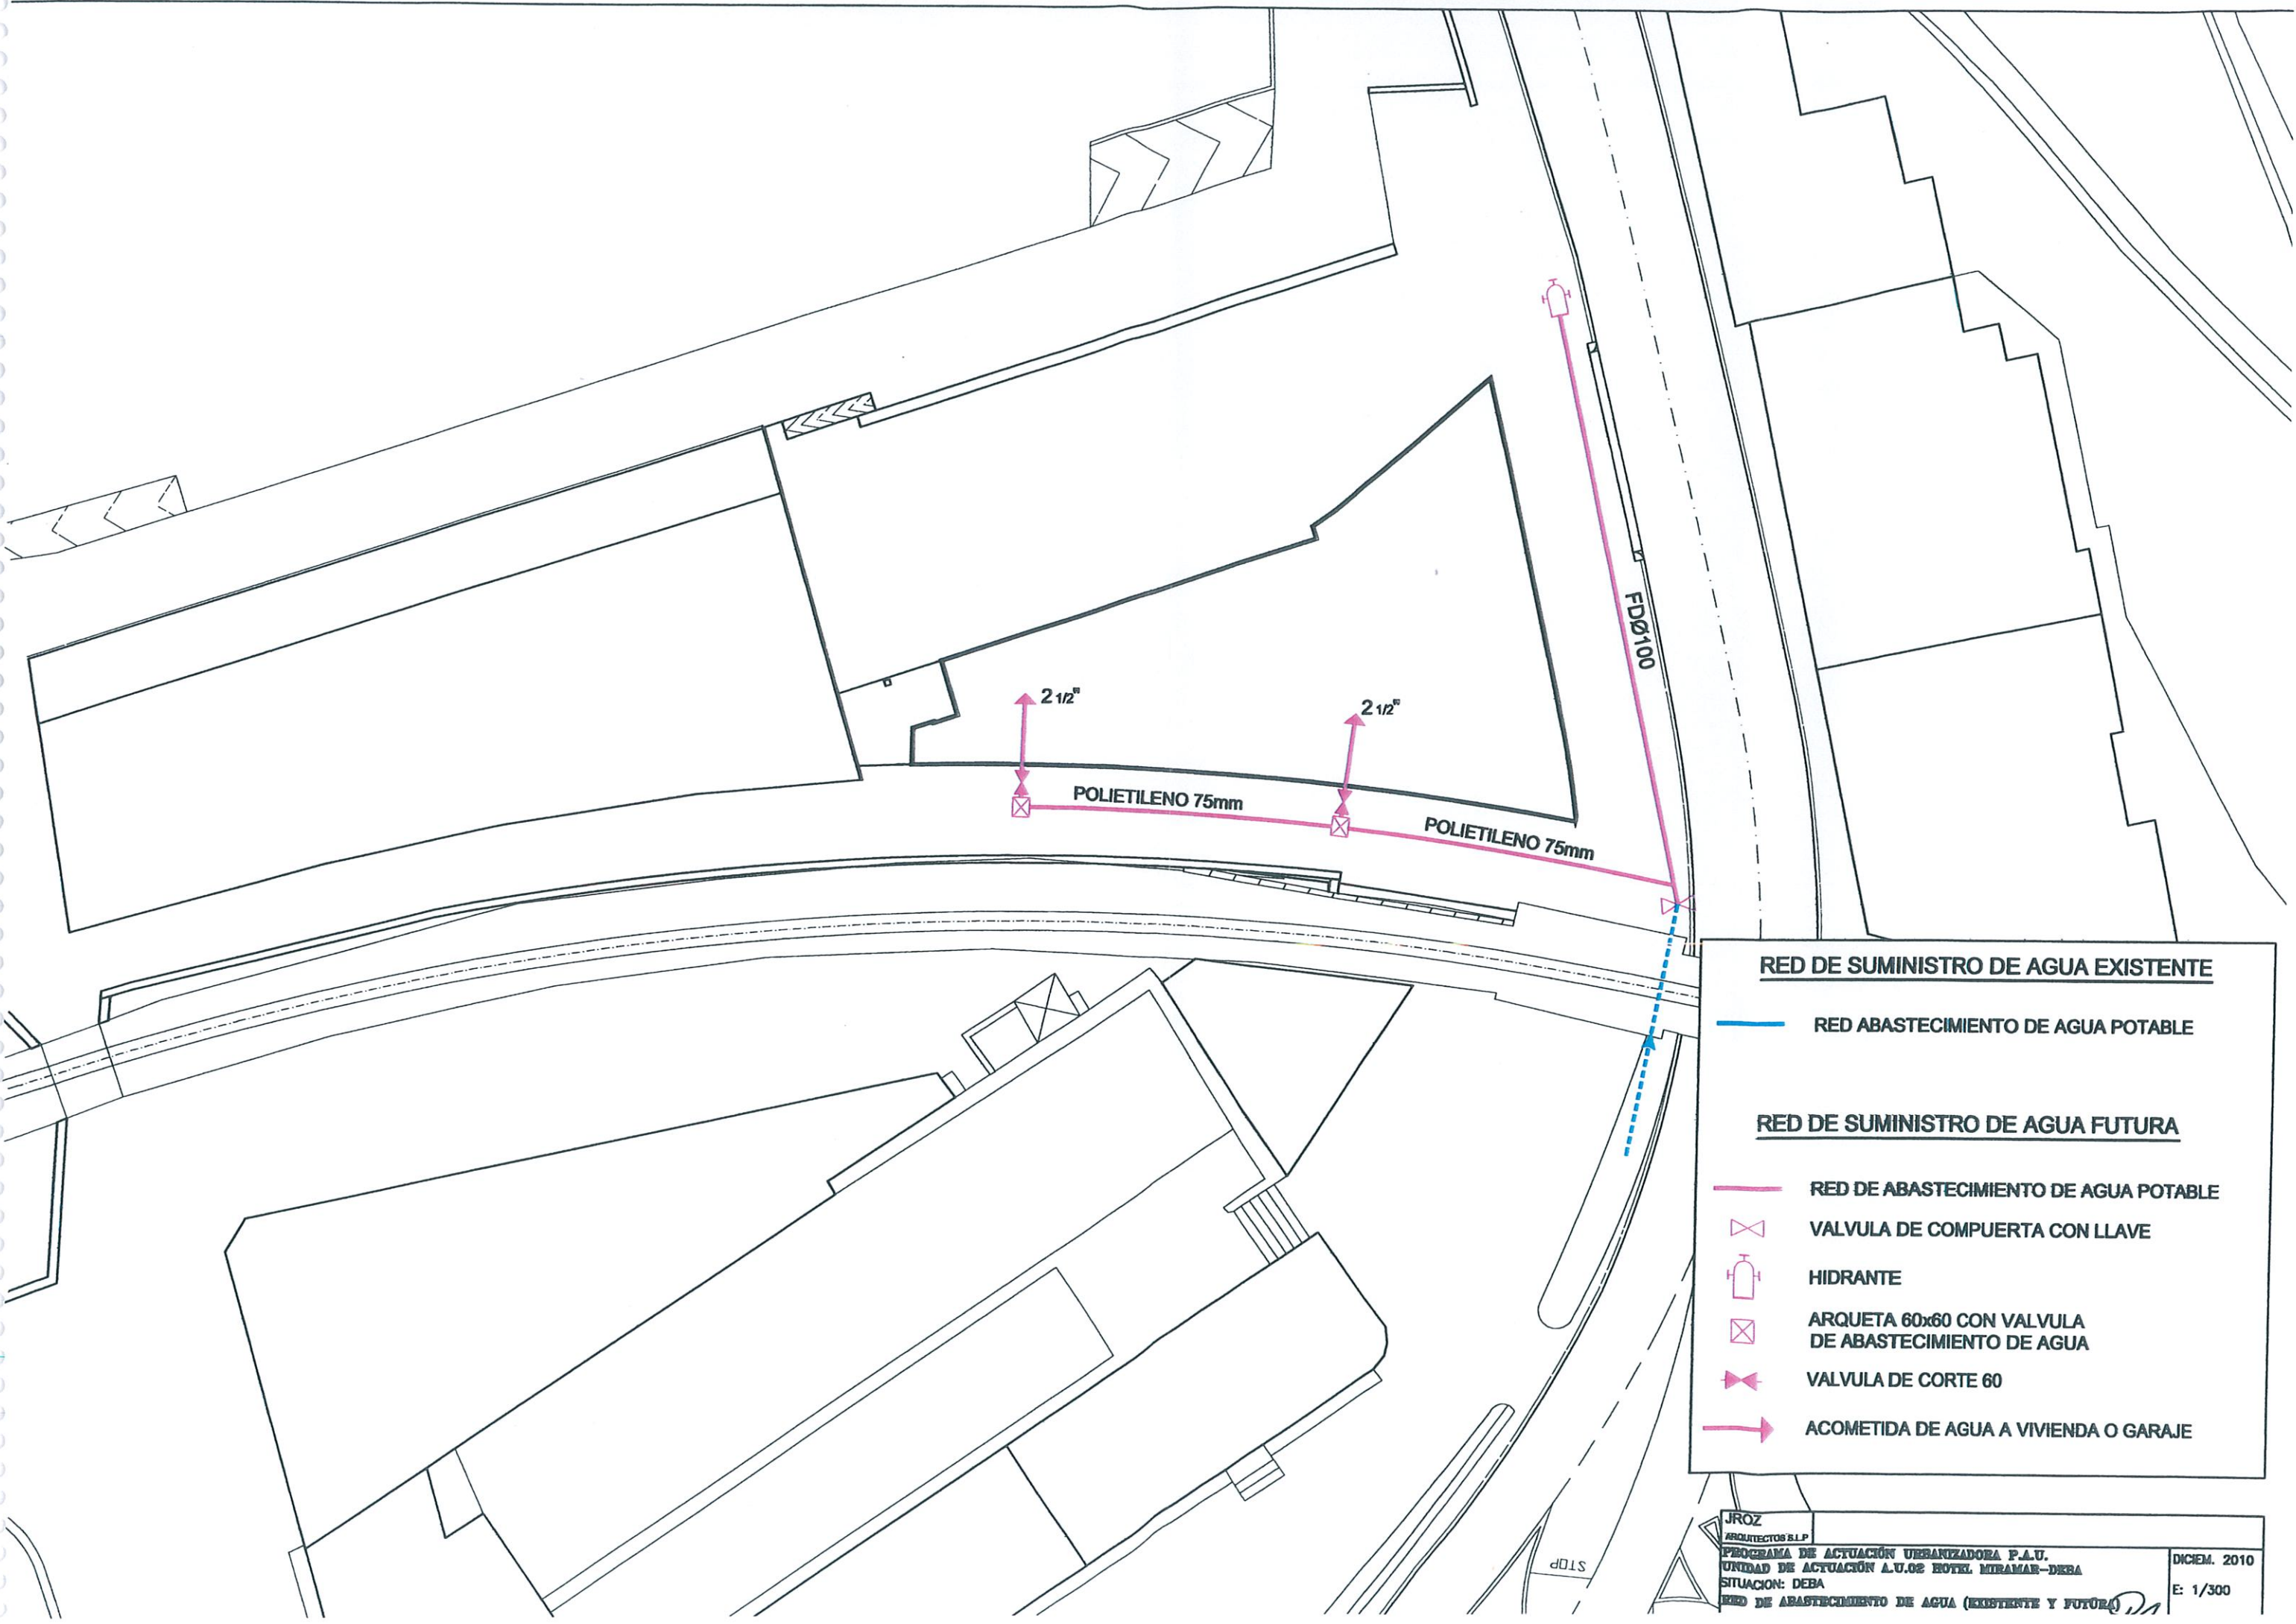 FDØ100
2 1/2"
2 1/2"
POLIETILENO 75mm
POLIETILENO 75mm
RED DE SUMINISTRO DE AGUA EXISTENTE
RED ABASTECIMIENTO DE AGUA POTABLE
RED DE SUMINISTRO DE AGUA FUTURA
RED DE ABASTECIMIENTO DE AGUA POTABLE
VALVULA DE COMPUERTA CON LLAVE
HIDRANTE
ARQUETA 60x60 CON VALVULA
DE ABASTECIMIENTO DE AGUA
VALVULA DE CORTE 60
ACOMETIDA DE AGUA A VIVIENDA O GARAJE
STOP
JROZ
ARQUITECTOS S.L.P
PROGRAMA DE ACTUACIÓN URBANIZADORA P.A.U.
UNIDAD DE ACTUACIÓN A.U.02 HOTEL MIRAMAR-DEBA
SITUACION: DEBA
RED DE ABASTECIMIENTO DE AGUA (EXISTENTE Y FUTURA)
DICIEM. 2010
E: 1/300